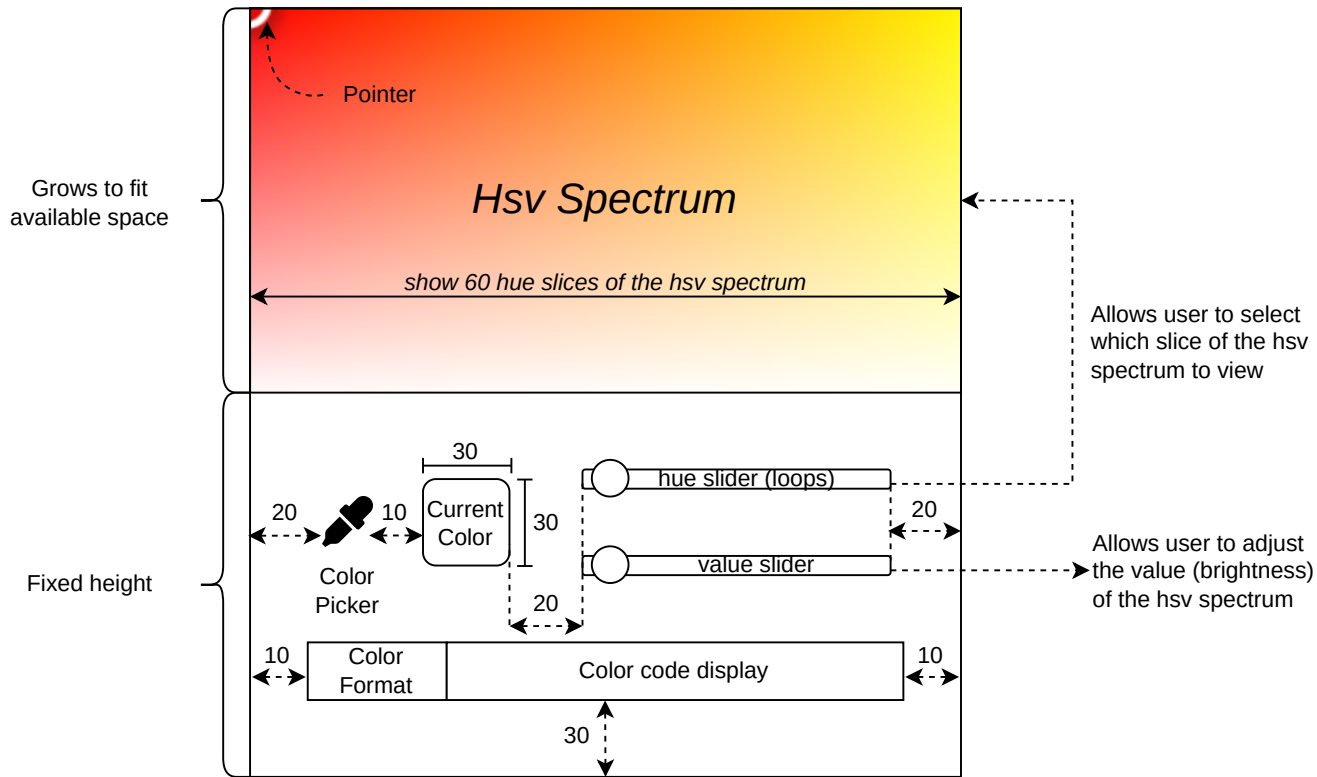 Pointer
Grows to fit
available space
Hsv Spectrum
show 60 hue slices of the hsv spectrum
Allows user to select
which slice of the hsv
spectrum to view
30
hue slider (loops)
20
10
Current
Color
30
20
Color
Picker
value slider
Allows user to adjust
the value (brightness)
of the hsv spectrum
Fixed height
20
10
Color
Format
Color code display
10
30